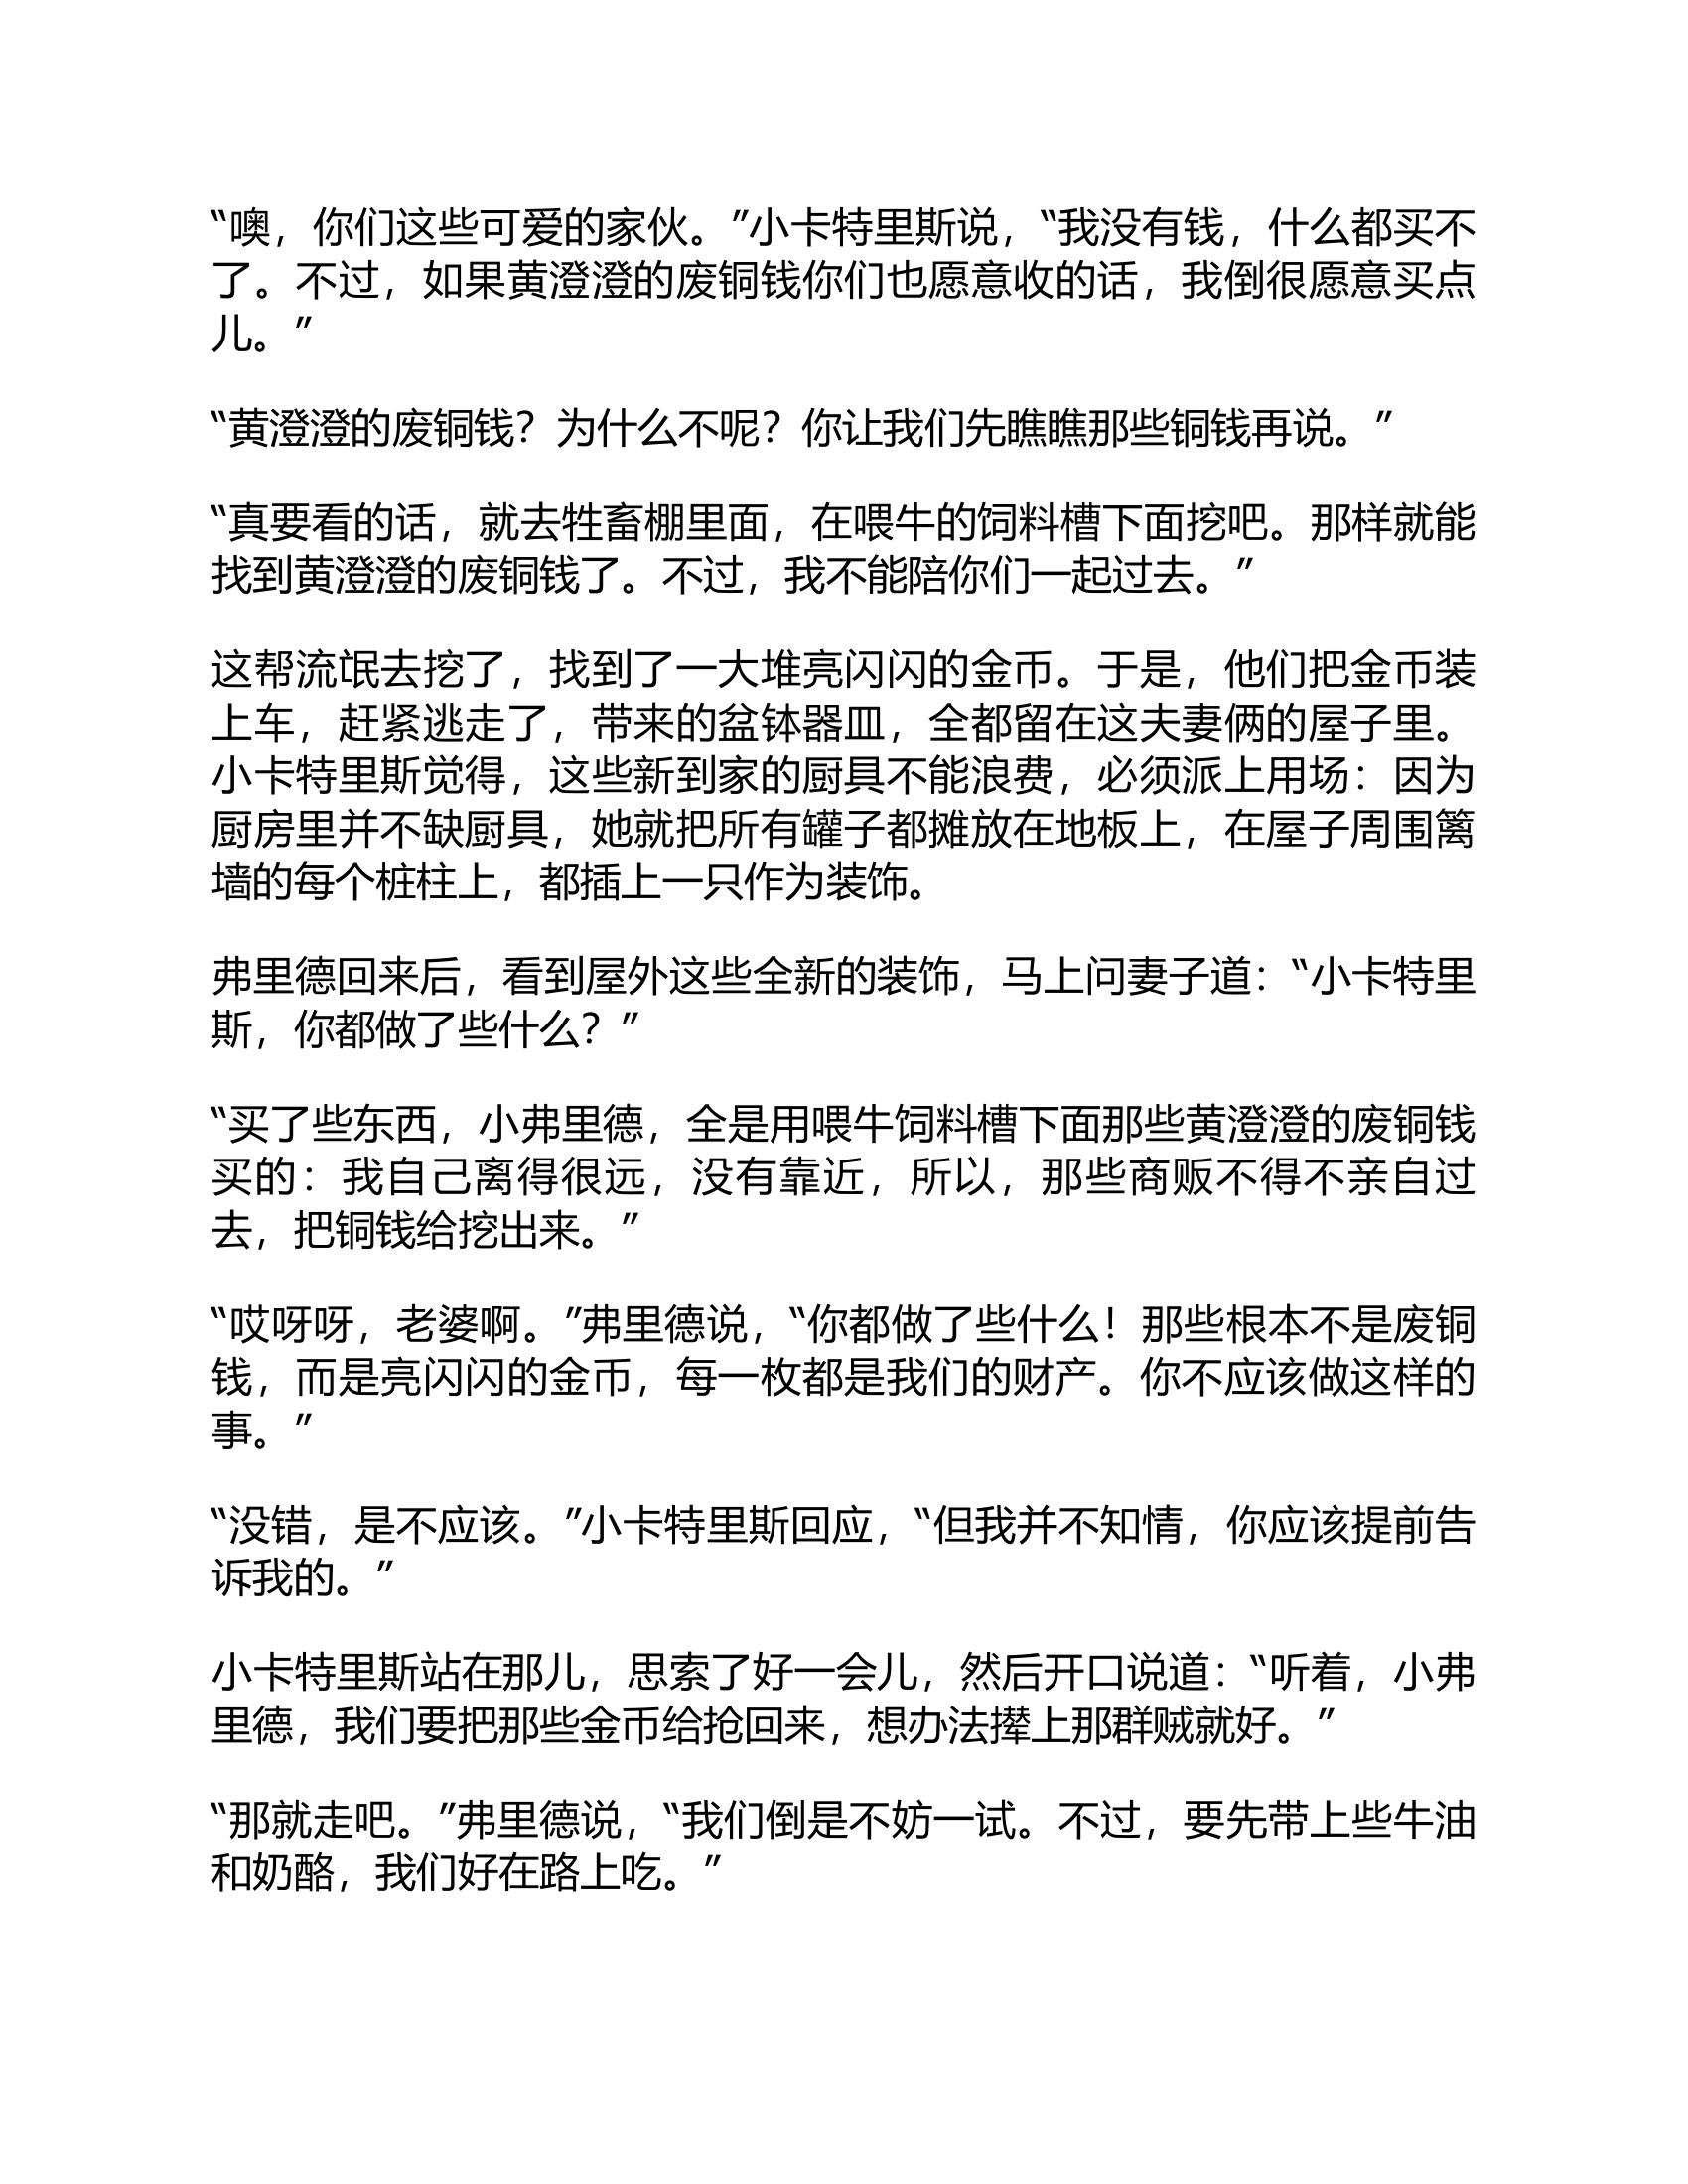 “噢，你们这些可爱的家伙。”小卡特里斯说，“我没有钱，什么都买不
了。不过，如果黄澄澄的废铜钱你们也愿意收的话，我倒很愿意买点
儿。”
“黄澄澄的废铜钱？为什么不呢？你让我们先瞧瞧那些铜钱再说。”
“真要看的话，就去牲畜棚里面，在喂牛的饲料槽下面挖吧。那样就能
找到黄澄澄的废铜钱了。不过，我不能陪你们一起过去。”
这帮流氓去挖了，找到了一大堆亮闪闪的金币。于是，他们把金币装
上车，赶紧逃走了，带来的盆钵器皿，全都留在这夫妻俩的屋子里。
小卡特里斯觉得，这些新到家的厨具不能浪费，必须派上用场：因为
厨房里并不缺厨具，她就把所有罐子都摊放在地板上，在屋子周围篱
墙的每个桩柱上，都插上一只作为装饰。
弗里德回来后，看到屋外这些全新的装饰，马上问妻子道：“小卡特里
斯，你都做了些什么？”
“买了些东西，小弗里德，全是用喂牛饲料槽下面那些黄澄澄的废铜钱
买的：我自己离得很远，没有靠近，所以，那些商贩不得不亲自过
去，把铜钱给挖出来。”
“哎呀呀，老婆啊。”弗里德说，“你都做了些什么！那些根本不是废铜
钱，而是亮闪闪的金币，每一枚都是我们的财产。你不应该做这样的
事。”
“没错，是不应该。”小卡特里斯回应，“但我并不知情，你应该提前告
诉我的。”
小卡特里斯站在那儿，思索了好一会儿，然后开口说道：“听着，小弗
里德，我们要把那些金币给抢回来，想办法撵上那群贼就好。”
“那就走吧。”弗里德说，“我们倒是不妨一试。不过，要先带上些牛油
和奶酪，我们好在路上吃。”